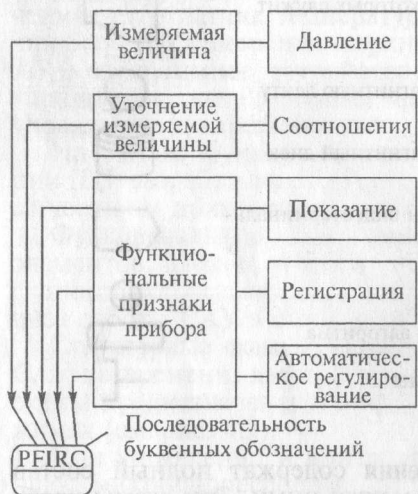 Измеряемая
величина
Давление
Уточнение
измеряемой
величины
Соотношения
Показание
Функцио-
нальные
признаки
прибора
Регистрация
Автоматичес-
кое регулиро-
вание
Последовательность
буквенных обозначений
PFIRC